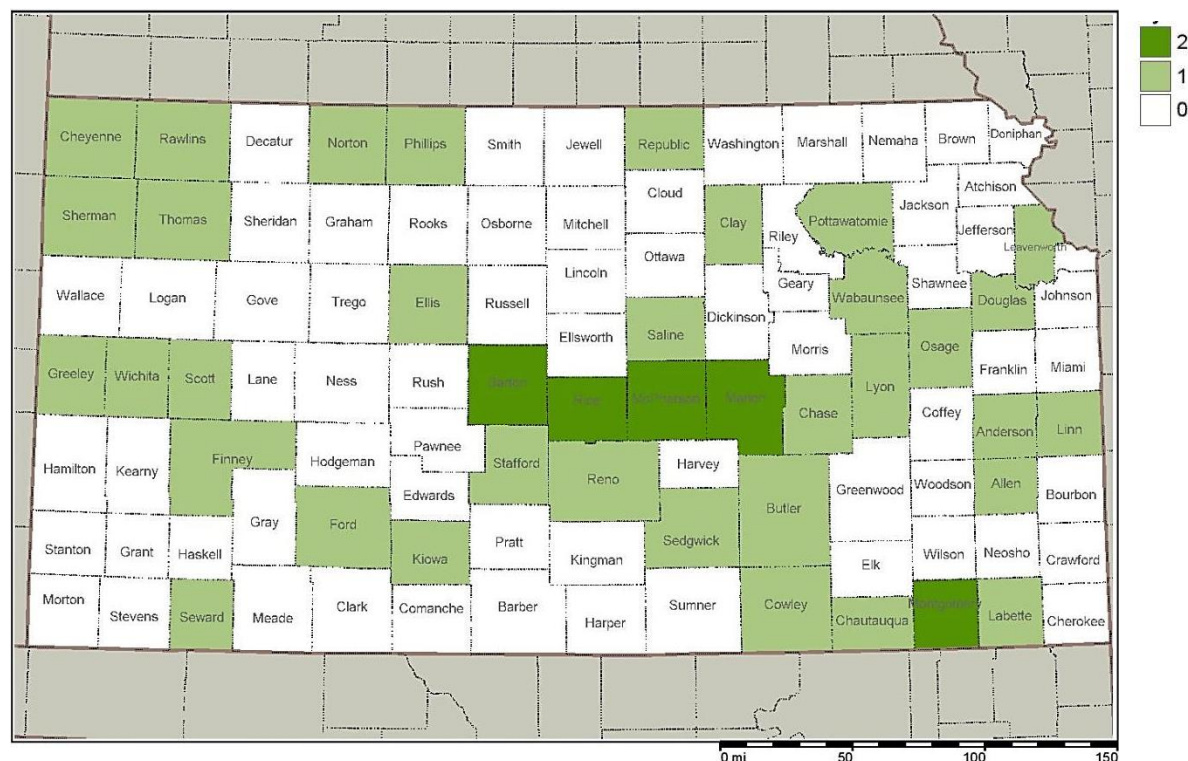 2
1
0
Cheyenne Rawlins Decatur Norton Phillips Smith Jewell Republic Washington Marshall Nemaha Brown Doniphan
Sherman Thomas Sheridan Graham Rooks Osborne Mitchell Cloud Clay Riley Pottawatomie Jackson Atchison
Jefferson Leavenworth
Wallace Logan Gove Trego Ellis Russell Lincoln Ottawa Dickinson Geary Wabaunsee Shawnee Douglas Johnson
Ellsworth Saline Morris
Greeley Wichita Scott Lane Ness Rush Barton Rice McPherson Marion Chase Lyon Osage Franklin Miami
Coffey Anderson Linn
Hamilton Kearny Finney Hodgeman Pawnee Stafford Reno Harvey Butler Greenwood Woodson Allen Bourbon
Gray Edwards
Stanton Grant Haskell Ford Kiowa Pratt Kingman Sedgwick Elk Wilson Neosho Crawford
Morton Stevens Seward Meade Clark Comanche Barber Harper Sumner Cowley Chautauqua Montgomery Labette Cherokee
0 mi 50 100 150